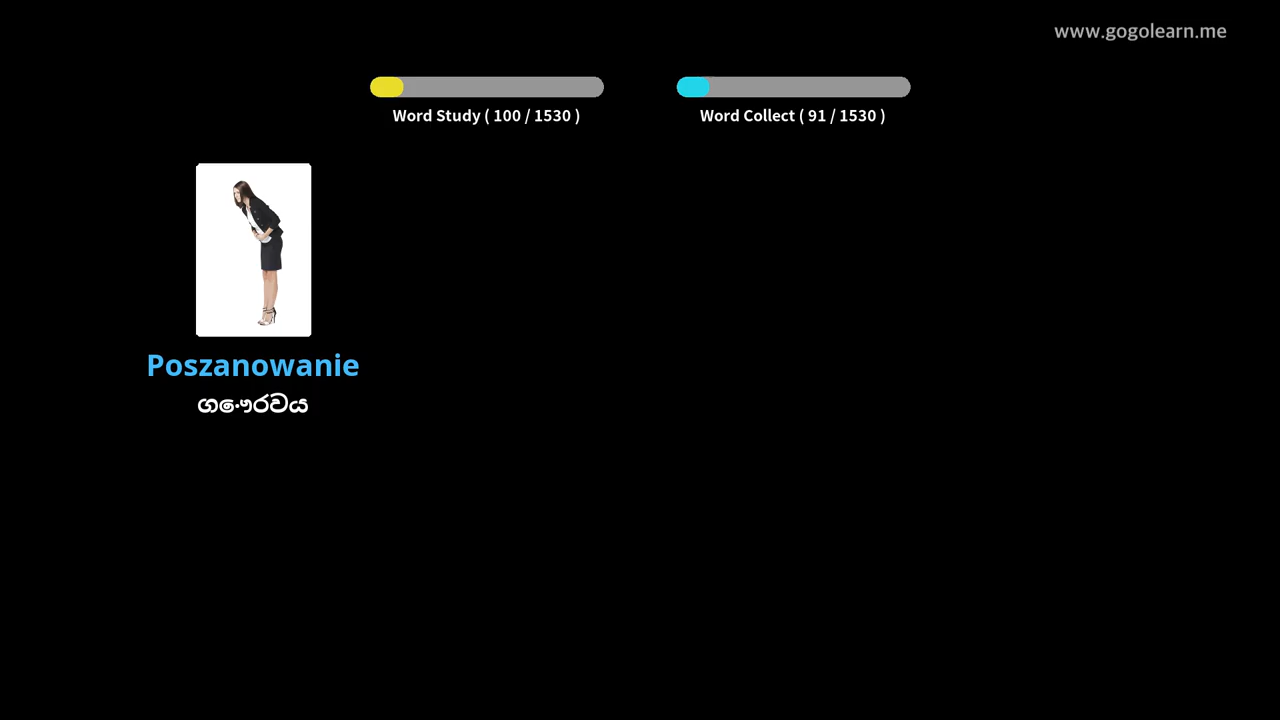 www.gogolearn.me
Word Study ( 100 / 1530 )
Word Collect ( 91 / 1530 )
Poszanowanie
ගෞරවය